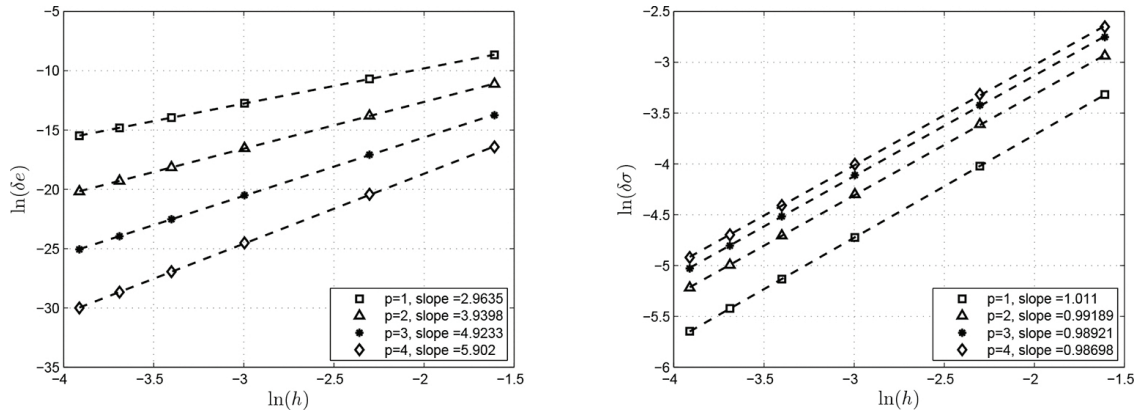 −5
−10
−15
−20
−25
−30
−35
ln(δe)
p=1, slope =2.9635
p=2, slope =3.9398
p=3, slope =4.9233
p=4, slope =5.902
−4
−3.5
−3
−2.5
−2
−1.5
ln(h)
−2.5
−3
−3.5
−4
−4.5
−5
−5.5
−6
ln(δσ)
p=1, slope =1.011
p=2, slope =0.99189
p=3, slope =0.98921
p=4, slope =0.98698
−4
−3.5
−3
−2.5
−2
−1.5
ln(h)